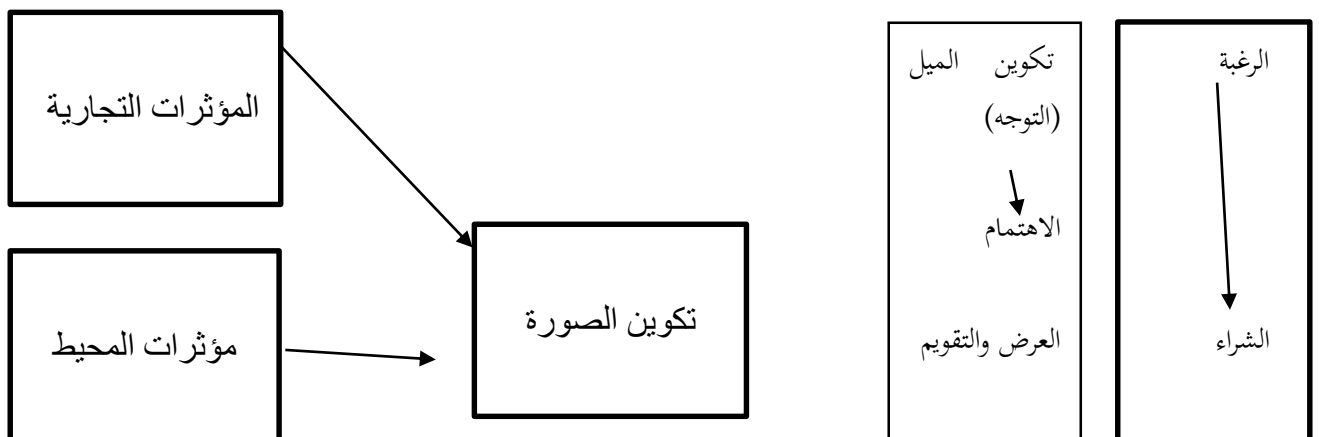 المؤثرات التجارية
مؤثرات المحيط
تكوين الصورة
تكوين الميل
(التوجه)
الاهتمام
العرض والتقويم
الرغبة
الشراء